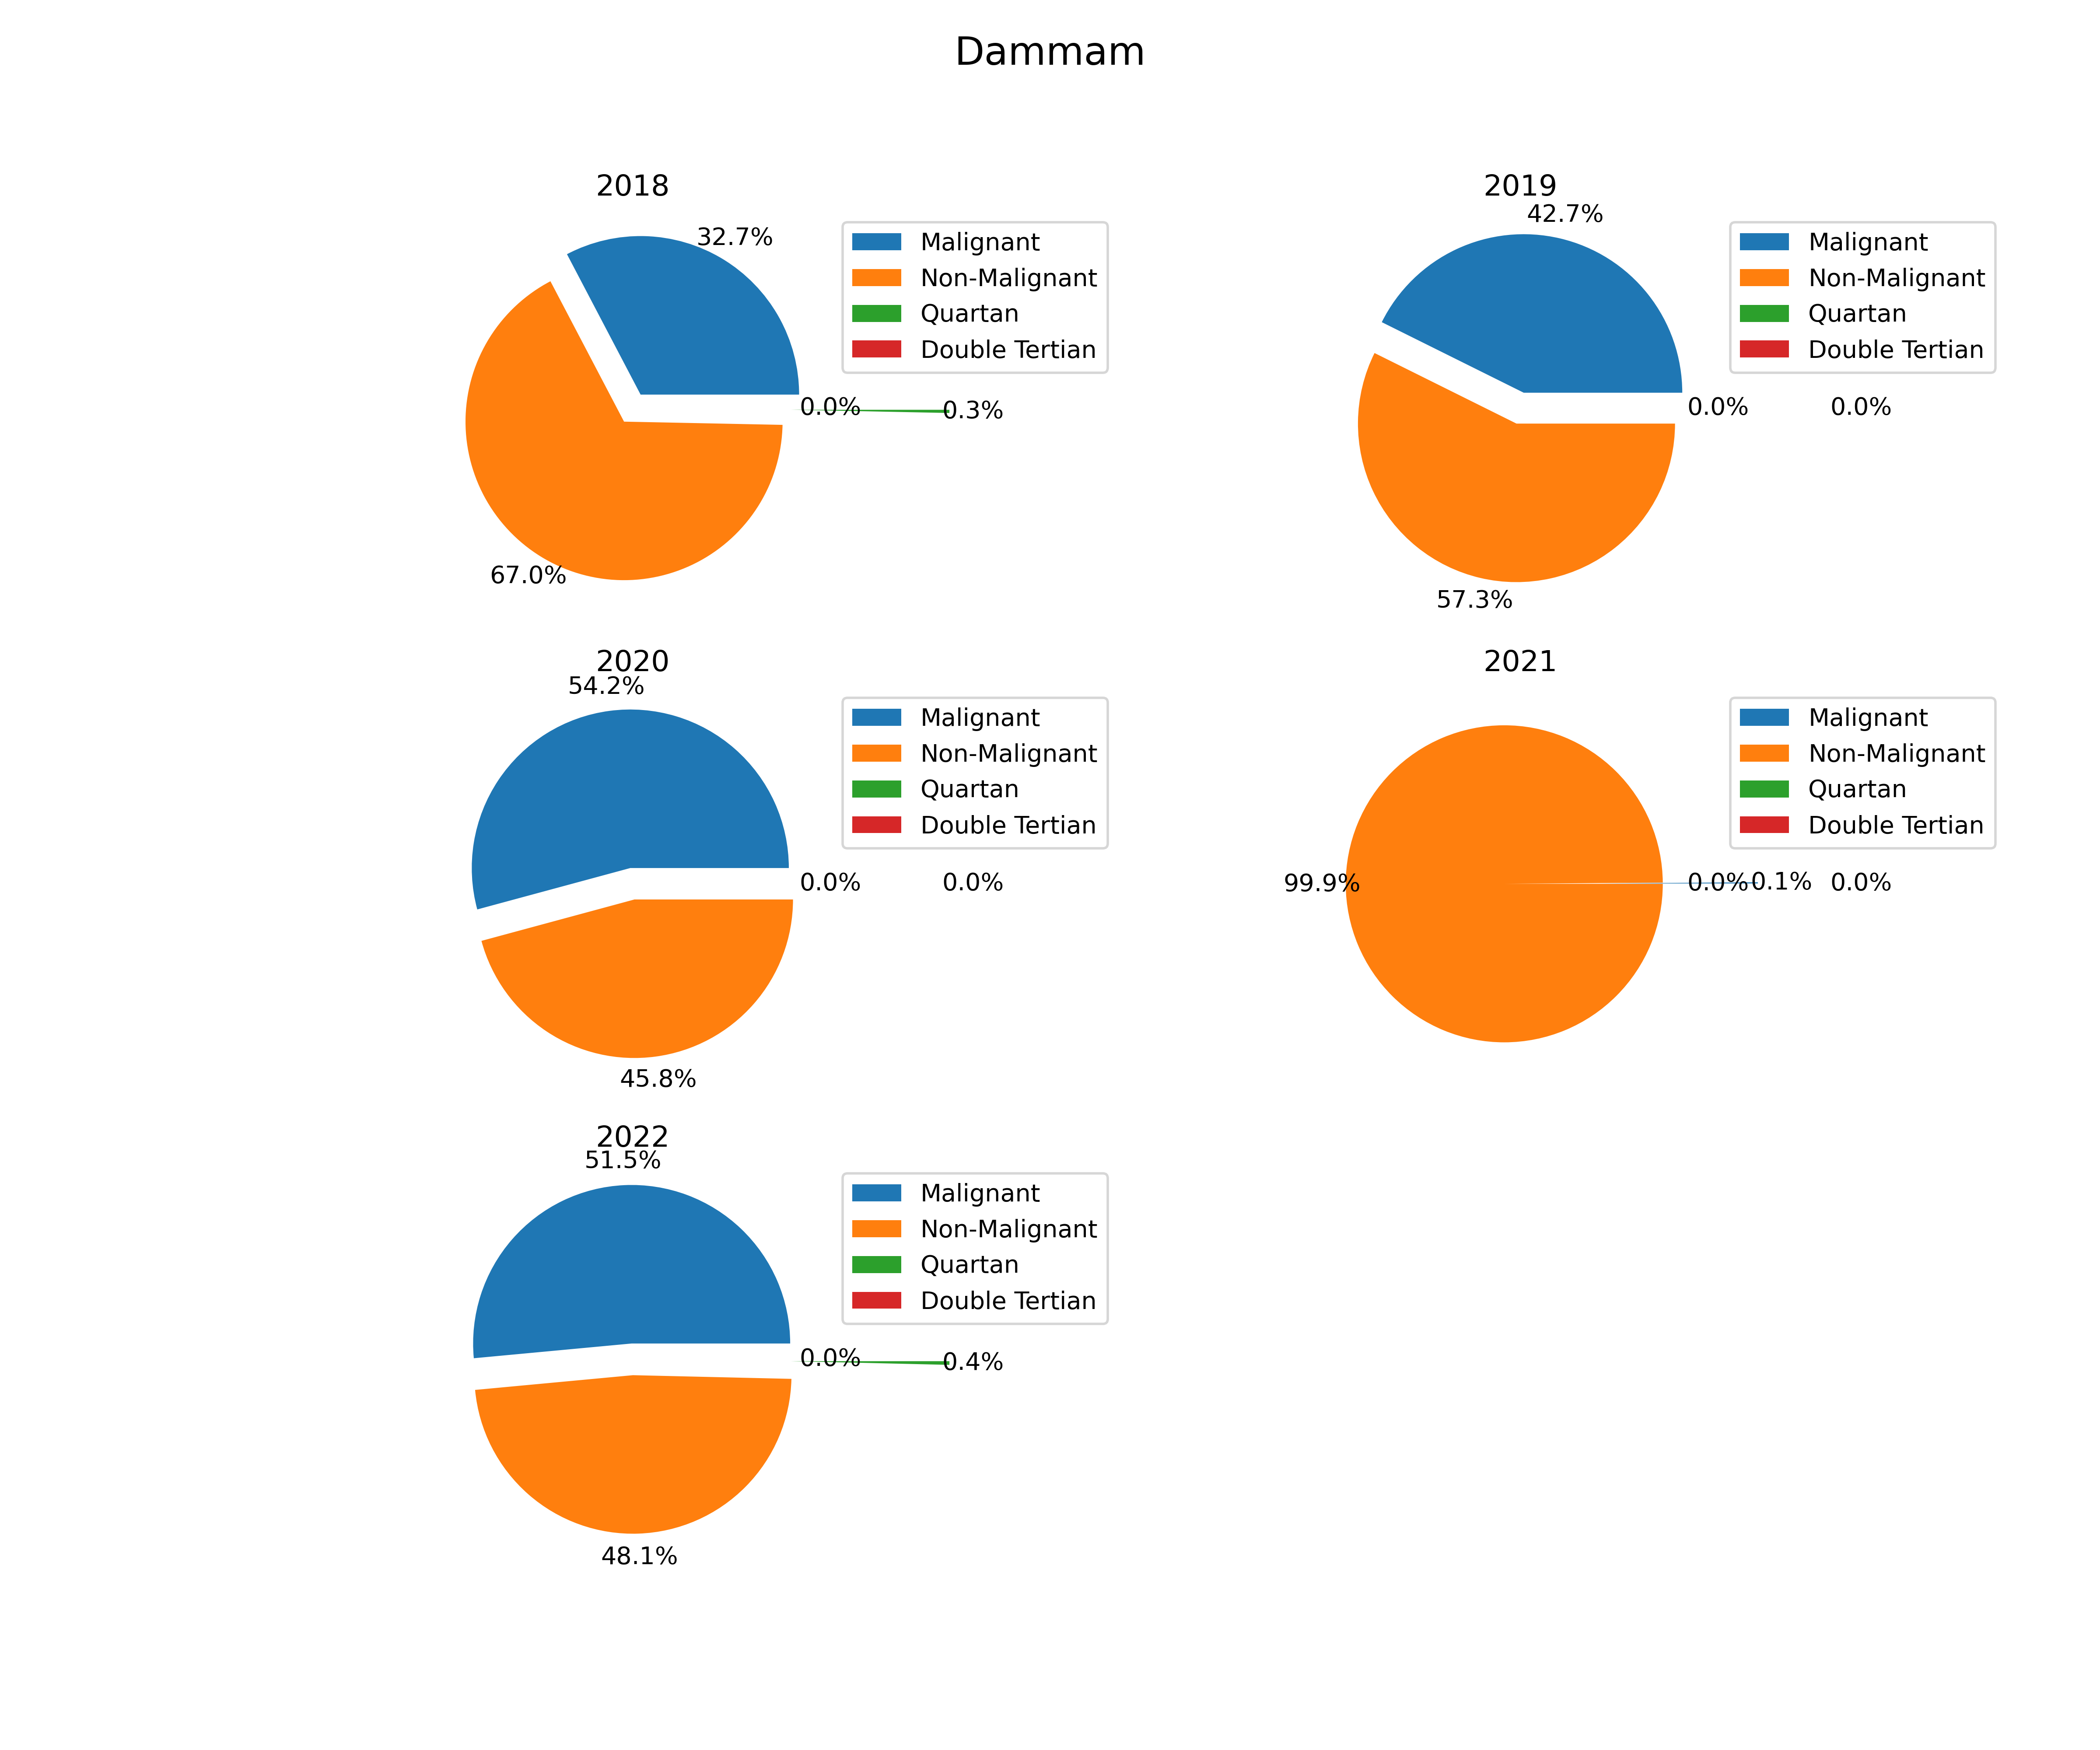 Dammam
2018
32.7%
67.0%
0.0%
0.3%
Malignant
Non-Malignant
Quartan
Double Tertian
2019
42.7%
57.3%
0.0%
0.0%
Malignant
Non-Malignant
Quartan
Double Tertian
2020
54.2%
45.8%
0.0%
0.0%
Malignant
Non-Malignant
Quartan
Double Tertian
2021
99.9%
0.0%
0.1%
0.0%
Malignant
Non-Malignant
Quartan
Double Tertian
2022
51.5%
48.1%
0.0%
0.4%
Malignant
Non-Malignant
Quartan
Double Tertian